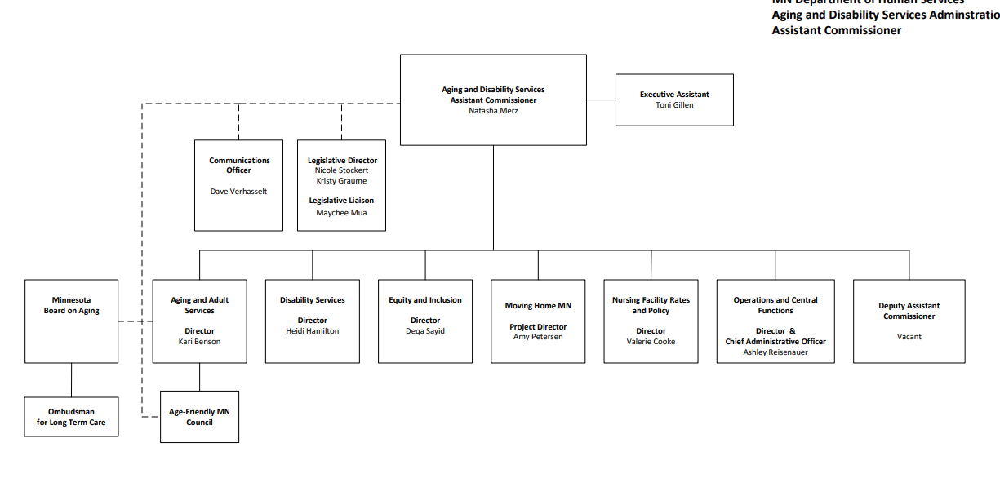 MN Department of Human Services
Aging and Disability Services Adminstratio
Assistant Commissioner
Aging and Disability Services
Assistant Commissioner
Natasha Merz
Executive Assistant
Toni Gillen
Communications
Officer
Dave Verhasselt
Legislative Director
Nicole Stockert
Kristy Graume
Legislative Liaison
Maychee Mua
Minnesota
Board on Aging
Aging and Adult
Services
Director
Kari Benson
Disability Services
Director
Heidi Hamilton
Equity and Inclusion
Director
Deqa Sayid
Moving Home MN
Project Director
Amy Petersen
Nursing Facility Rates
and Policy
Director
Valerie Cooke
Operations and Central
Functions
Director &
Chief Administrative Officer
Ashley Reisenauer
Deputy Assistant
Commissioner
Vacant
Ombudsman
for Long Term Care
Age-Friendly MN
Council